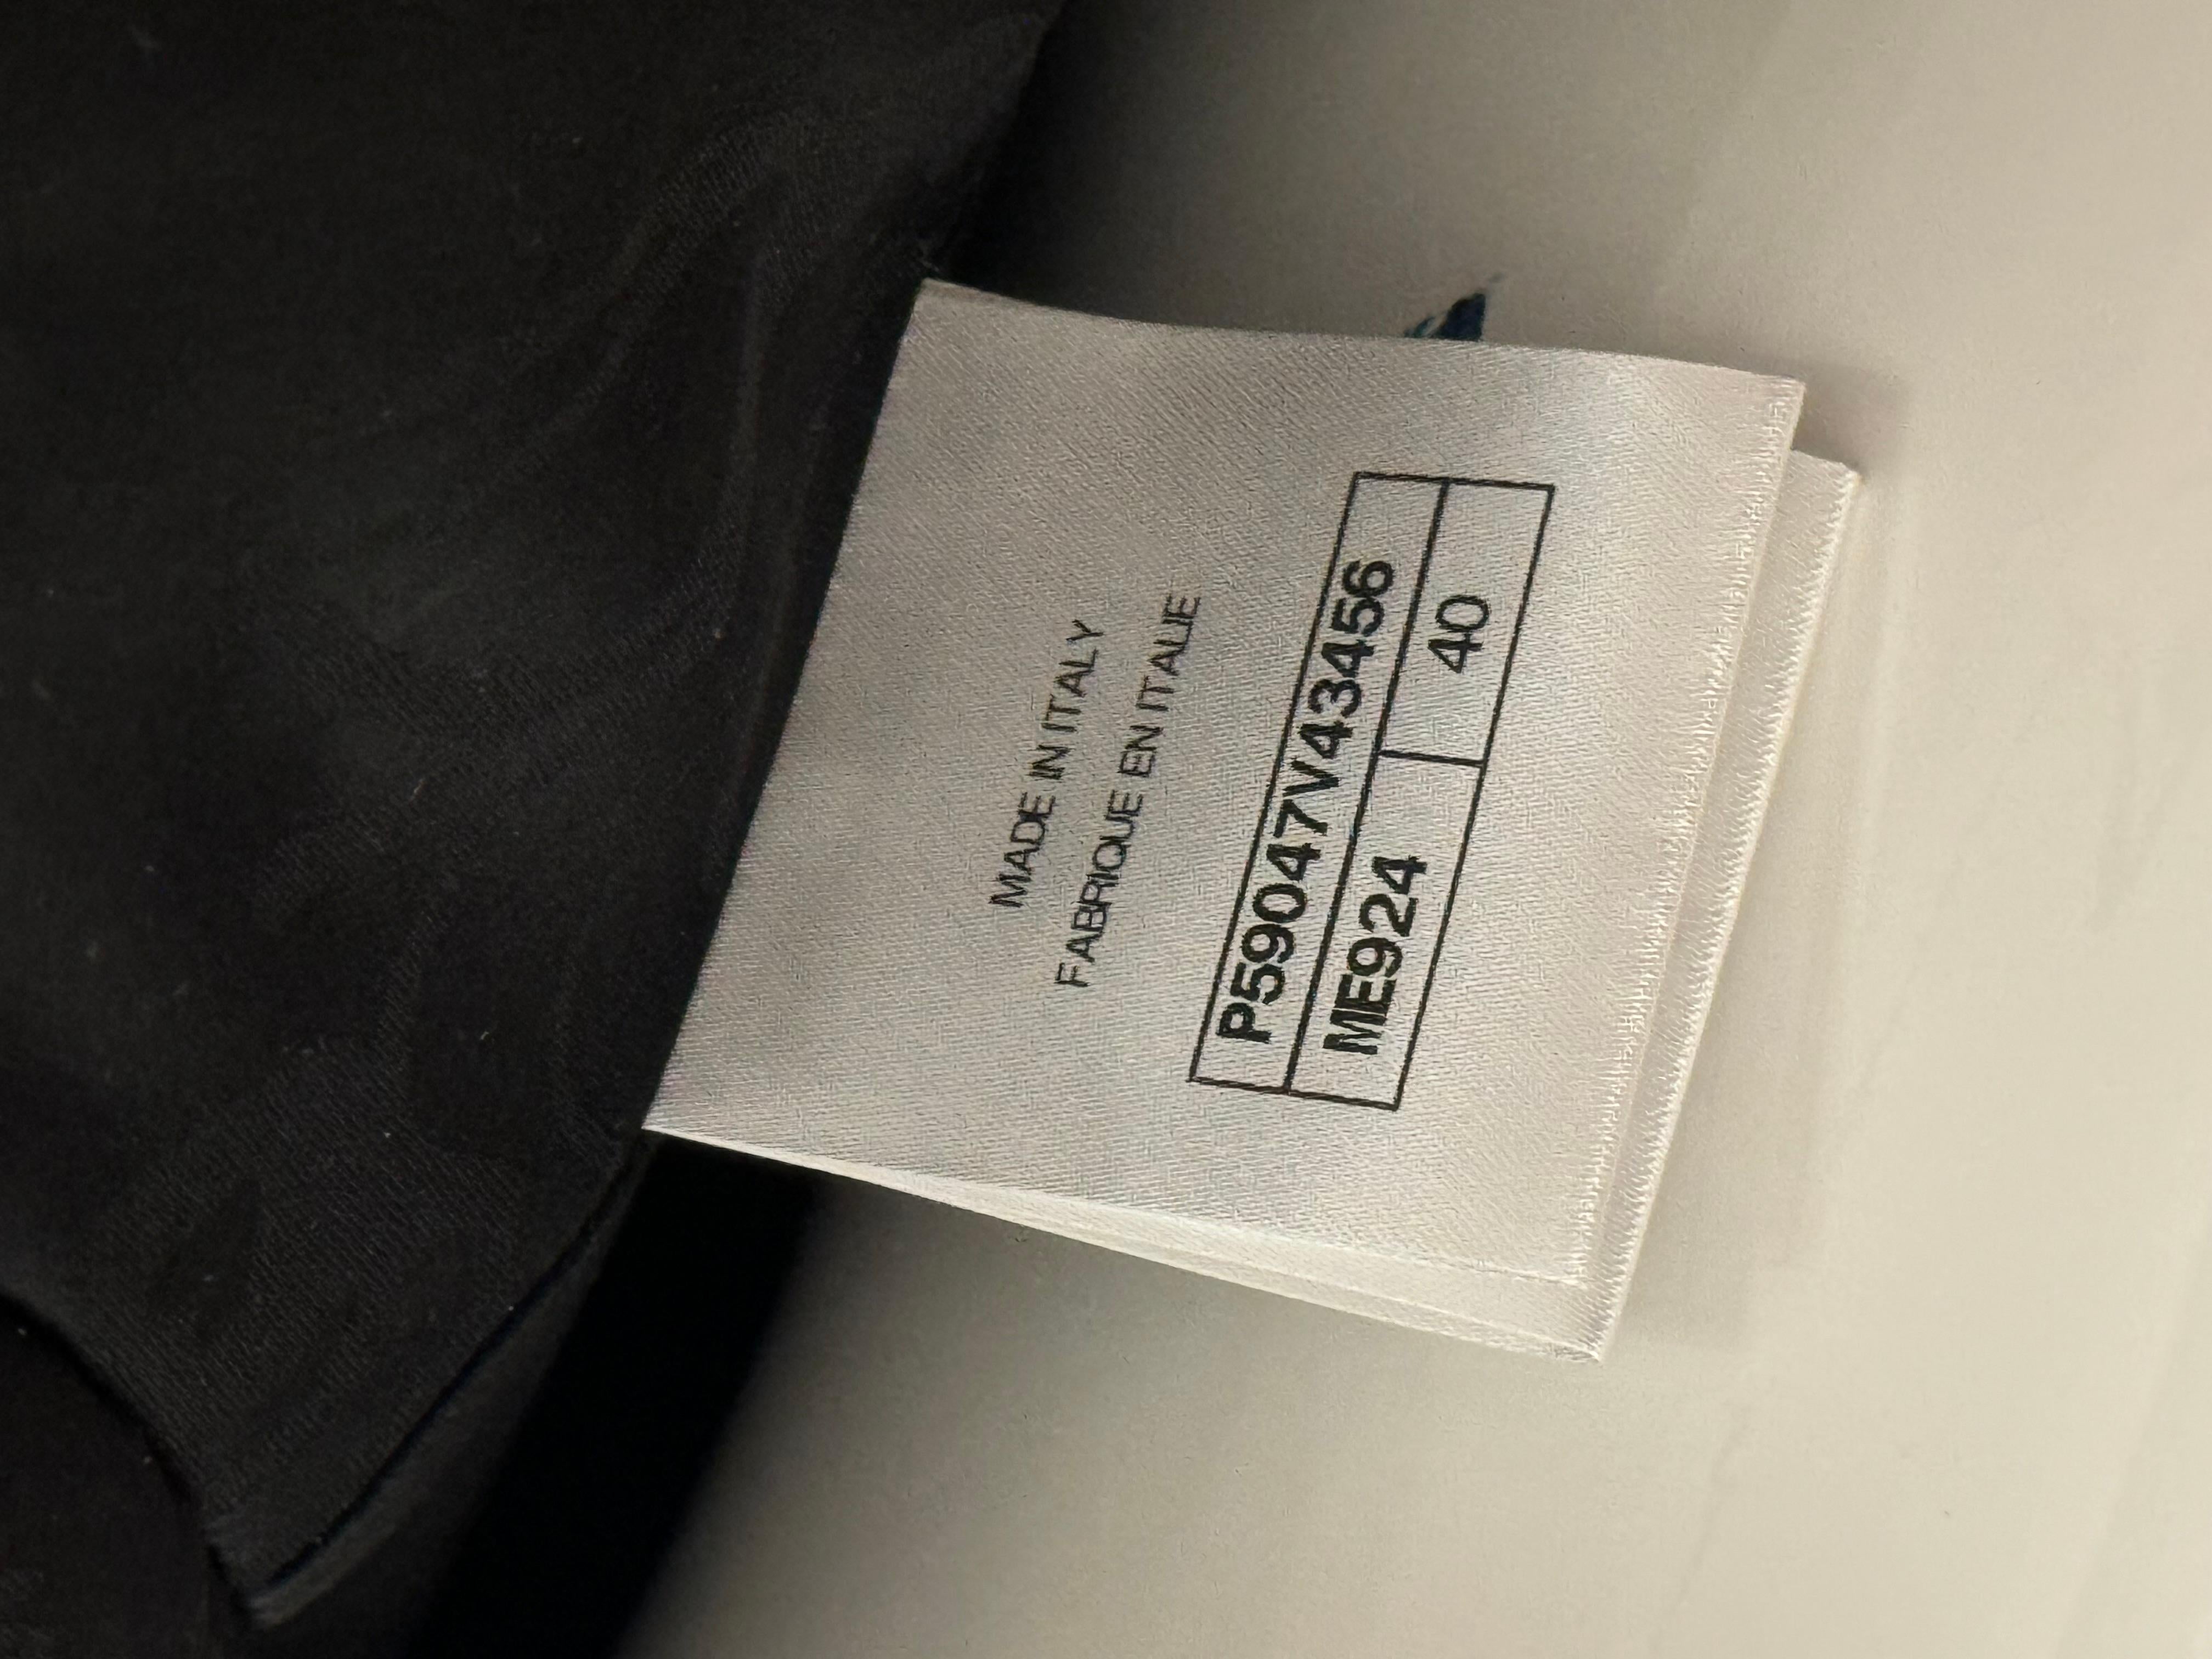 MADE IN ITALY
FABRIQUE EN ITALIE
P59047V43456
ME924 40